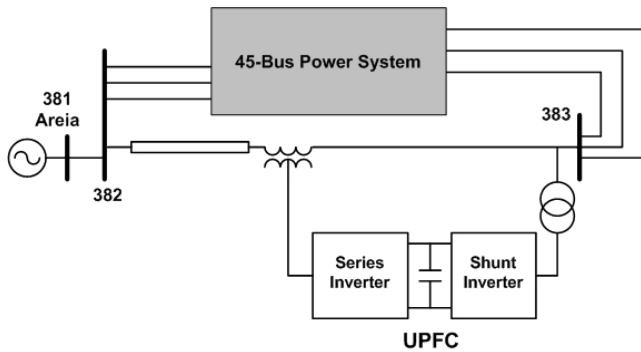 45-Bus Power System
381
Areia
383
382
Series
Inverter
Shunt
Inverter
UPFC